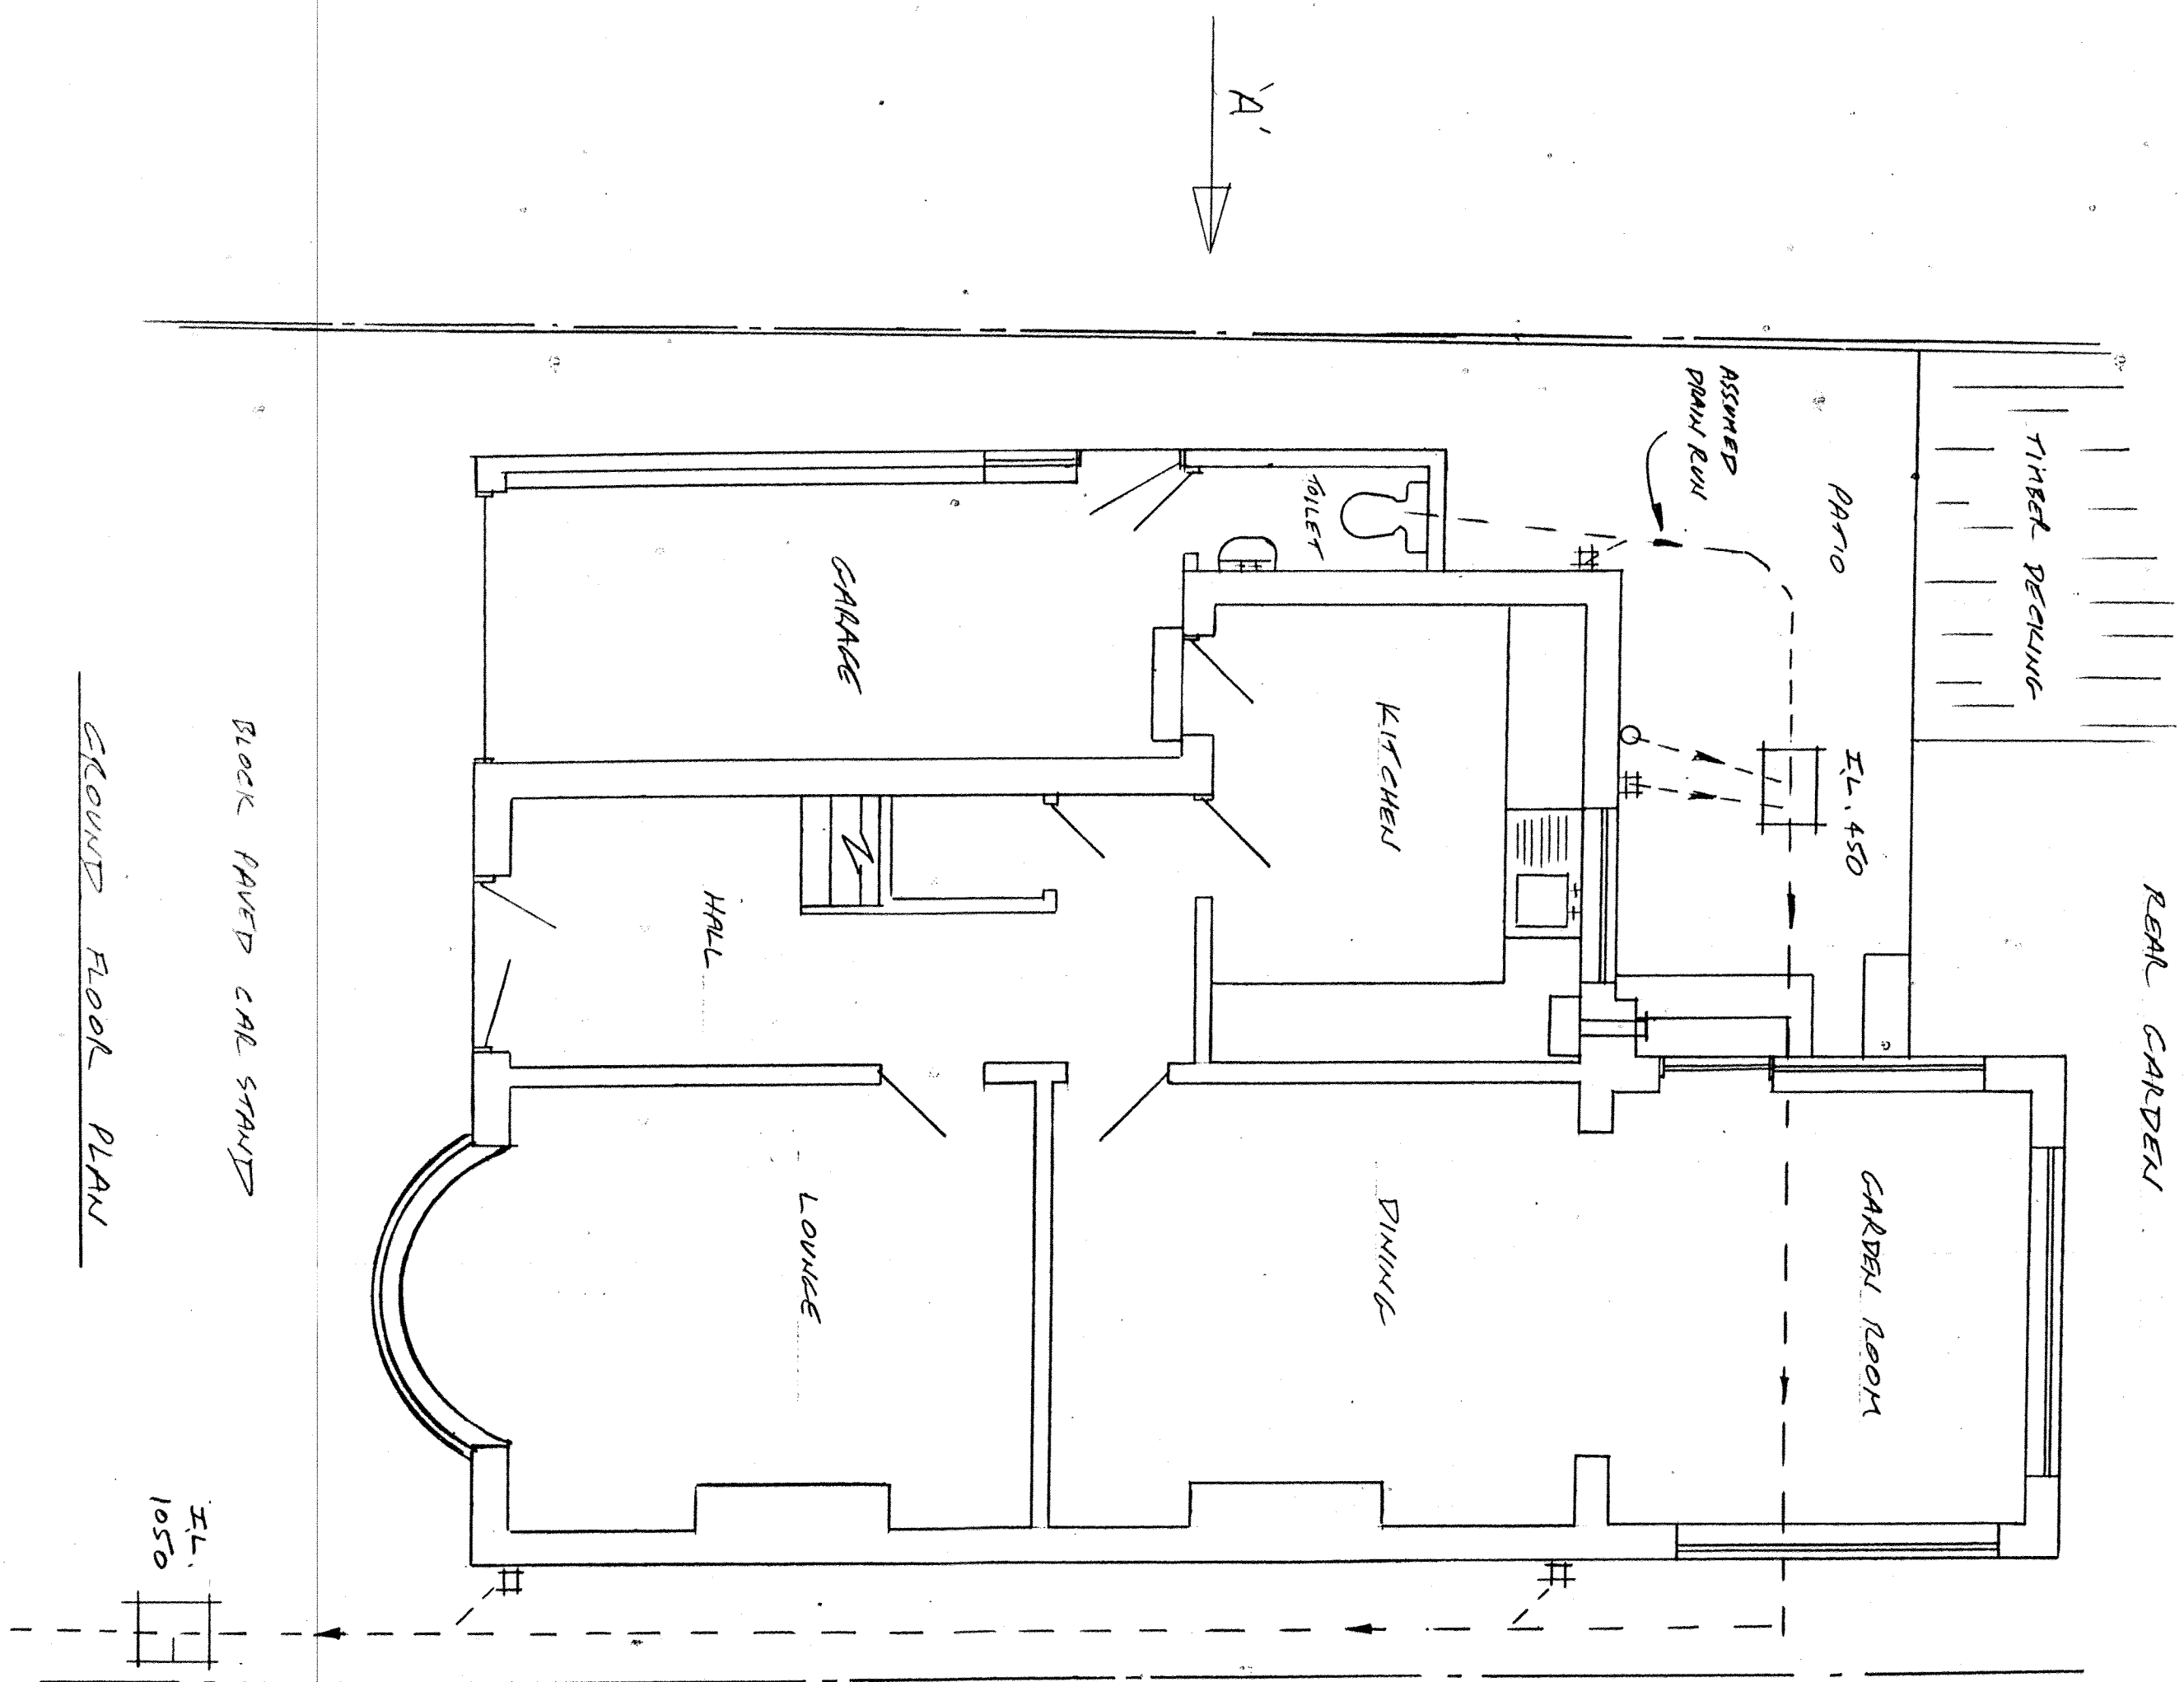 REAR GARDEN
TIMBER DECKING
PATIO
I.L. 450
GARDEN ROOM
ASSUMED
DRAIN RUN
TOILET
KITCHEN
DINING
'A'
GARAGE
HALL
LOUNGE
BLOCK PAVED CAR STAND
I.L.
1050
GROUND FLOOR PLAN